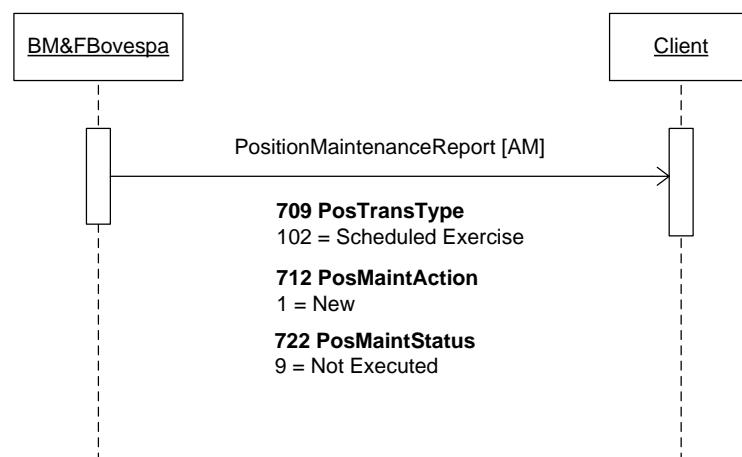 BM&FBovespa
Client
PositionMaintenanceReport [AM]
709 PosTransType
102 = Scheduled Exercise
712 PosMaintAction
1 = New
722 PosMaintStatus
9 = Not Executed